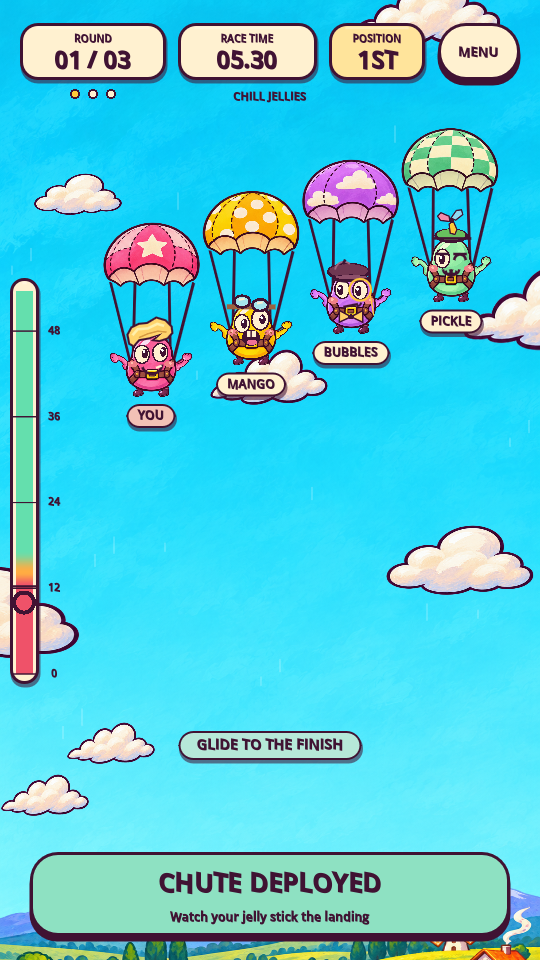 ROUND
01 / 03
RACE TIME
05.30
POSITION
1ST
MENU
CHILL JELLIES
PICKLE
BUBBLES
MANGO
YOU
48
36
24
12
0
GLIDE TO THE FINISH
CHUTE DEPLOYED
Watch your jelly stick the landing